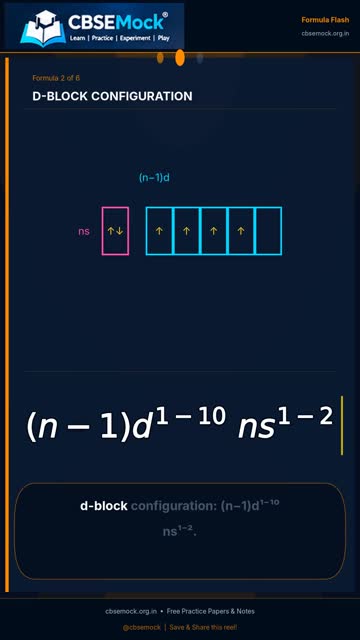 CBSEMock®
Learn | Practice | Experiment | Play
Formula Flash
cbsemock.org.in
Formula 2 of 6
D-BLOCK CONFIGURATION
(n−1)d
ns ↑↓ ↑ ↑ ↑ ↑
(n − 1)d¹⁻¹⁰ ns¹⁻²
d-block configuration: (n−1)d¹⁻¹⁰
ns¹⁻².
cbsemock.org.in • Free Practice Papers & Notes
@cbsemock | Save & Share this reel!